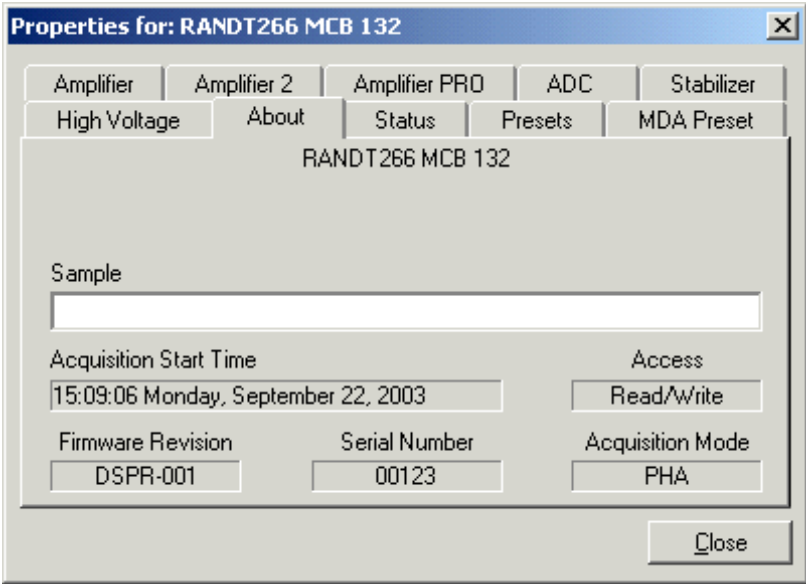 Properties for: RANDT266 MCB 132
Amplifier Amplifier 2 Amplifier PRO ADC Stabilizer
High Voltage About Status Presets MDA Preset
RANDT266 MCB 132
Sample
Acquisition Start Time Access
15:09:06 Monday, September 22, 2003 Read/Write
Firmware Revision Serial Number Acquisition Mode
DSPR-001 00123 PHA
Close